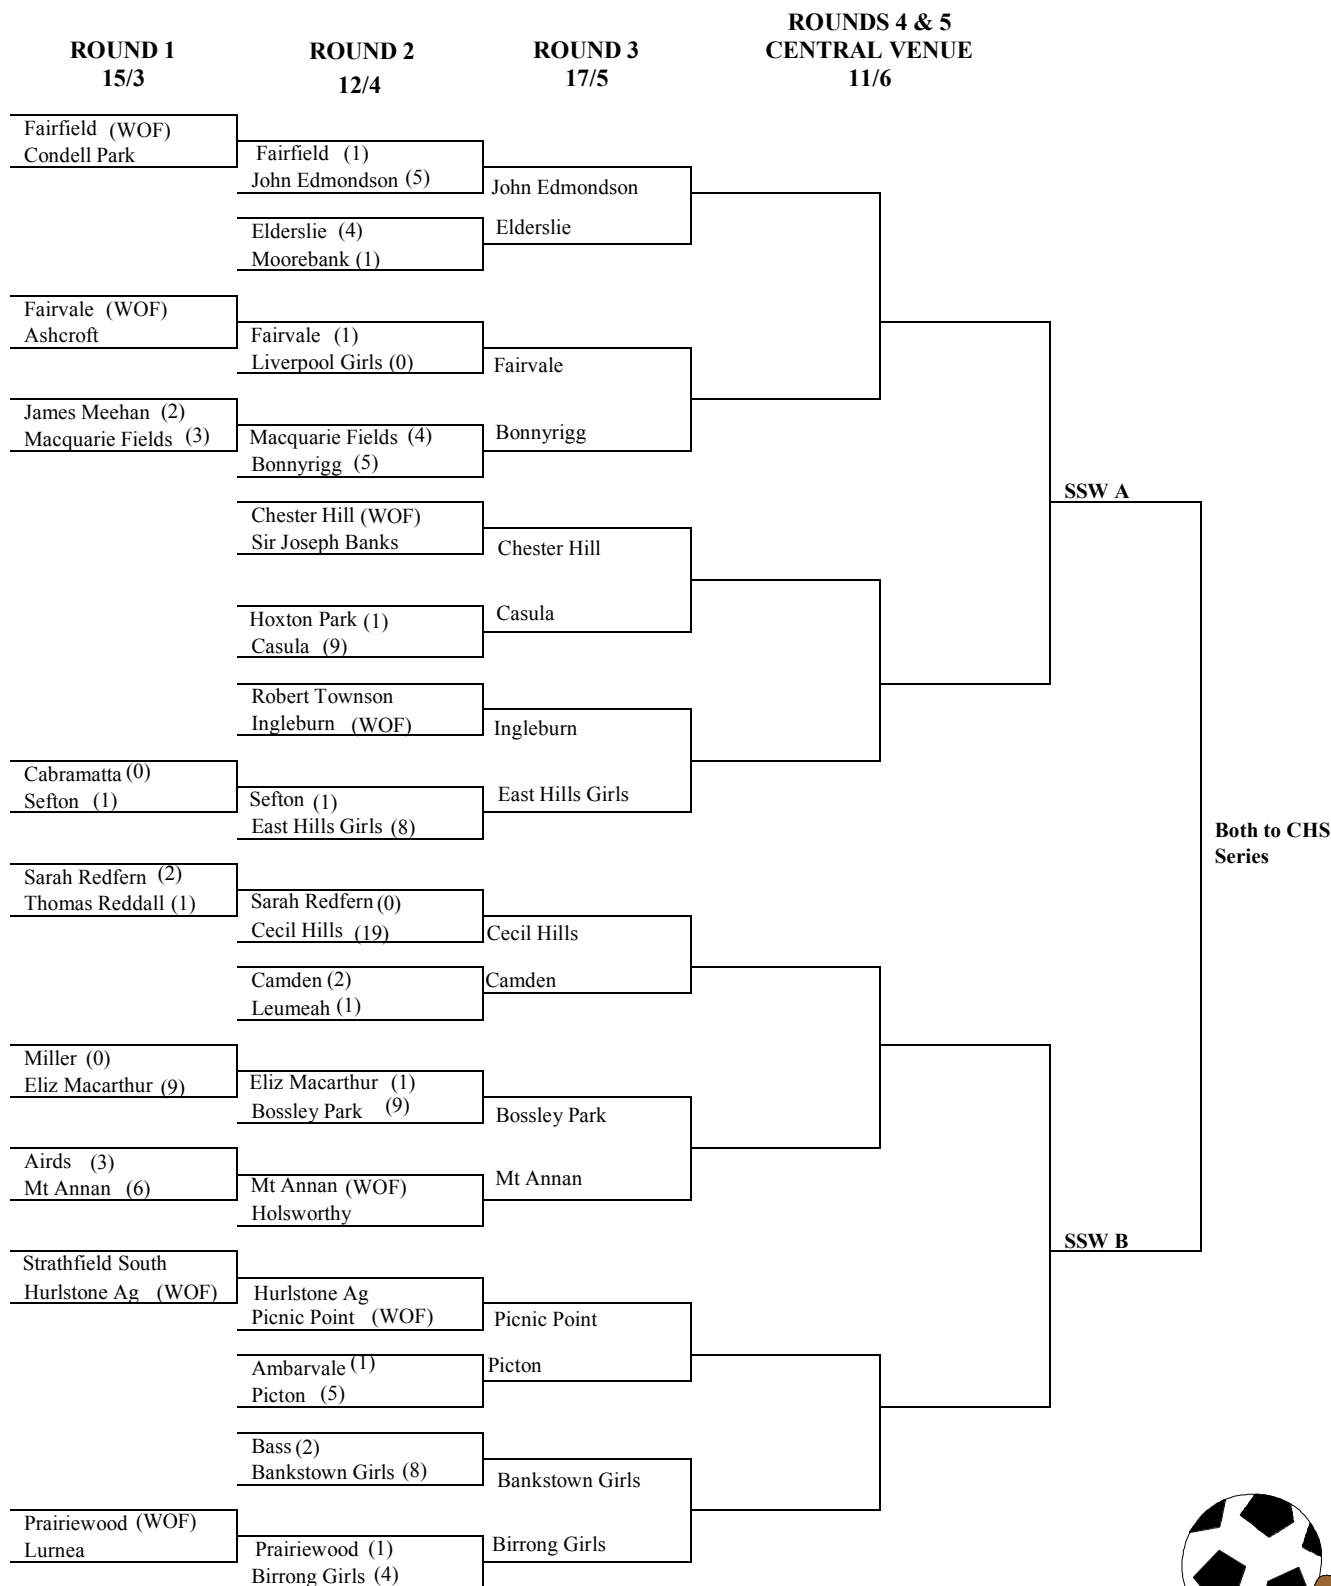 ROUND 1
15/3
ROUND 2
12/4
ROUND 3
17/5
ROUNDS 4 & 5
CENTRAL VENUE
11/6
Fairfield (WOF)
Condell Park
Fairvale (WOF)
Ashcroft
James Meehan (2)
Macquarie Fields (3)
Cabramatta (0)
Sefton (1)
Sarah Redfern (2)
Thomas Reddall (1)
Miller (0)
Eliz Macarthur (9)
Airds (3)
Mt Annan (6)
Strathfield South
Hurlstone Ag (WOF)
Prairiewood (WOF)
Lurnea
Fairfield (1)
John Edmondson (5)
Elderslie (4)
Moorebank (1)
Fairvale (1)
Liverpool Girls (0)
Macquarie Fields (4)
Bonnyrigg (5)
Chester Hill (WOF)
Sir Joseph Banks
Hoxton Park (1)
Casula (9)
Robert Townson
Ingleburn (WOF)
Sefton (1)
East Hills Girls (8)
Sarah Redfern (0)
Cecil Hills (19)
Camden (2)
Leumeah (1)
Eliz Macarthur (1)
Bossley Park (9)
Mt Annan (WOF)
Holsworthy
Hurlstone Ag
Picnic Point (WOF)
Ambarvale (1)
Picton (5)
Bass (2)
Bankstown Girls (8)
Prairiewood (1)
Birrong Girls (4)
John Edmondson
Elderslie
Fairvale
Bonnyrigg
Chester Hill
Casula
Ingleburn
East Hills Girls
Cecil Hills
Camden
Bossley Park
Mt Annan
Picnic Point
Picton
Bankstown Girls
Birrong Girls
SSW A
SSW B
Both to CHS
Series